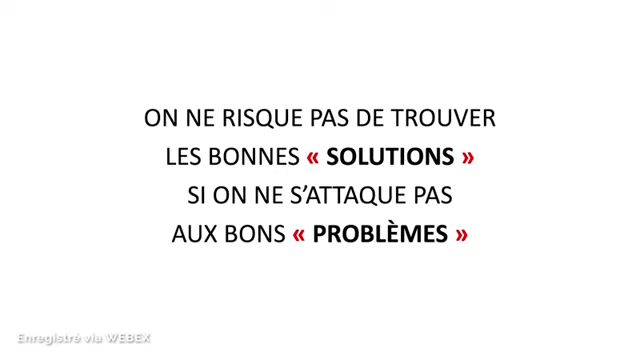 ON NE RISQUE PAS DE TROUVER
LES BONNES « SOLUTIONS »
SI ON NE S’ATTAQUE PAS
AUX BONS « PROBLÈMES »
Enregistré via WEBEX